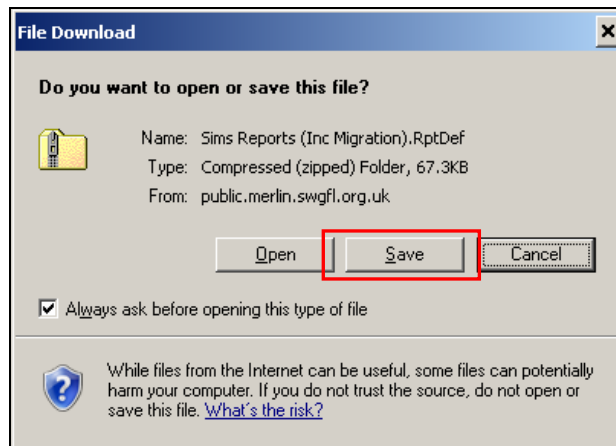 File Download
Do you want to open or save this file?
Name: Sims Reports (Inc Migration).RptDef
Type: Compressed (zipped) Folder, 67.3KB
From: public.merlin.swgfl.org.uk
Open Save Cancel
Always ask before opening this type of file
While files from the Internet can be useful, some files can potentially
harm your computer. If you do not trust the source, do not open or
save this file. What's the risk?